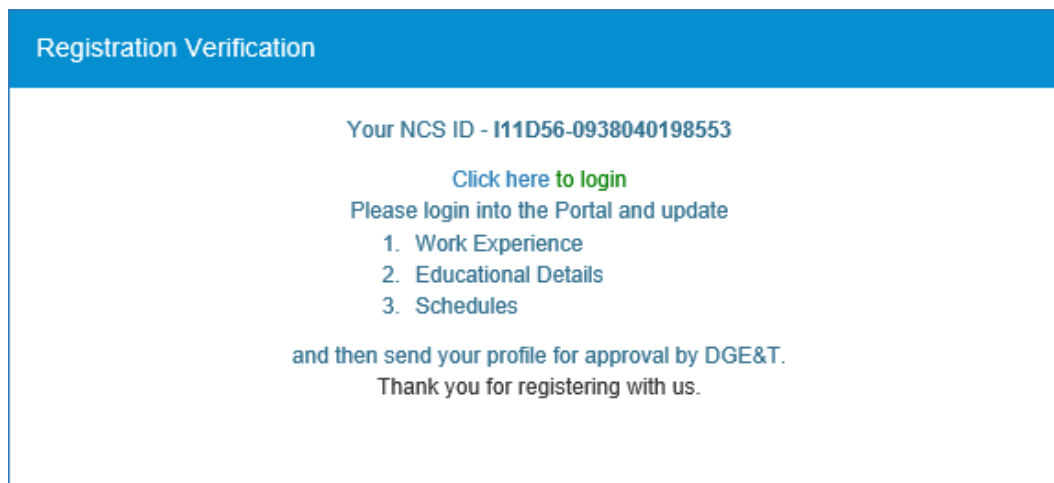 Registration Verification
Your NCS ID - I11D56-0938040198553
Click here to login
Please login into the Portal and update
1. Work Experience
2. Educational Details
3. Schedules
and then send your profile for approval by DGE&T.
Thank you for registering with us.